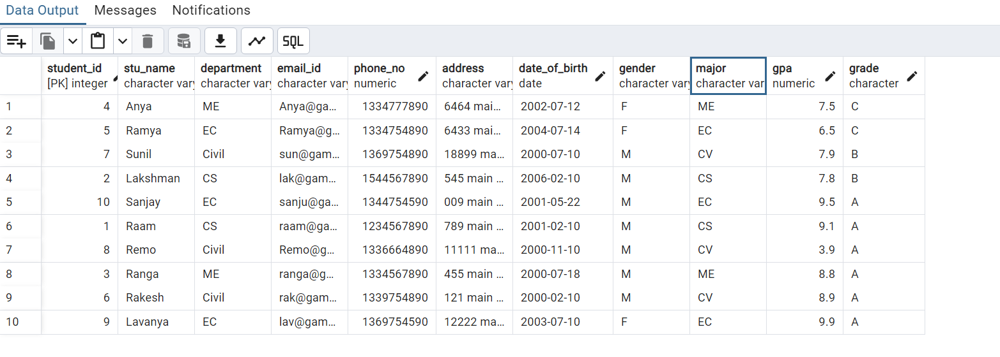 Data Output Messages Notifications
SQL
student_id stu_name department email_id phone_no address date_of_birth gender major gpa grade
[PK] integer character vary character vary character vary numeric character vary date character vary character var numeric character
1 4 Anya ME Anya@ga... 1334777890 6464 mai... 2002-07-12 F ME 7.5 C
2 5 Ramya EC Ramya@g... 1334754890 6433 mai... 2004-07-14 F EC 6.5 C
3 7 Sunil Civil sun@gam... 1369754890 18899 ma... 2000-07-10 M CV 7.9 B
4 2 Lakshman CS lak@gam... 1544567890 545 main ... 2006-02-10 M CS 7.8 B
5 10 Sanjay EC sanju@ga... 1344754590 009 main ... 2001-05-22 M EC 9.5 A
6 1 Raam CS raam@ga... 1234567890 789 main ... 2001-02-10 M CS 9.1 A
7 8 Remo Civil Remo@g... 1336664890 11111 ma... 2000-11-10 M CV 3.9 A
8 3 Ranga ME ranga@g... 1334567890 455 main ... 2000-07-18 M ME 8.8 A
9 6 Rakesh Civil rak@gam... 1339754890 121 main ... 2000-02-10 M CV 8.9 A
10 9 Lavanya EC lav@gam... 1369754590 12222 ma... 2003-07-10 F EC 9.9 A